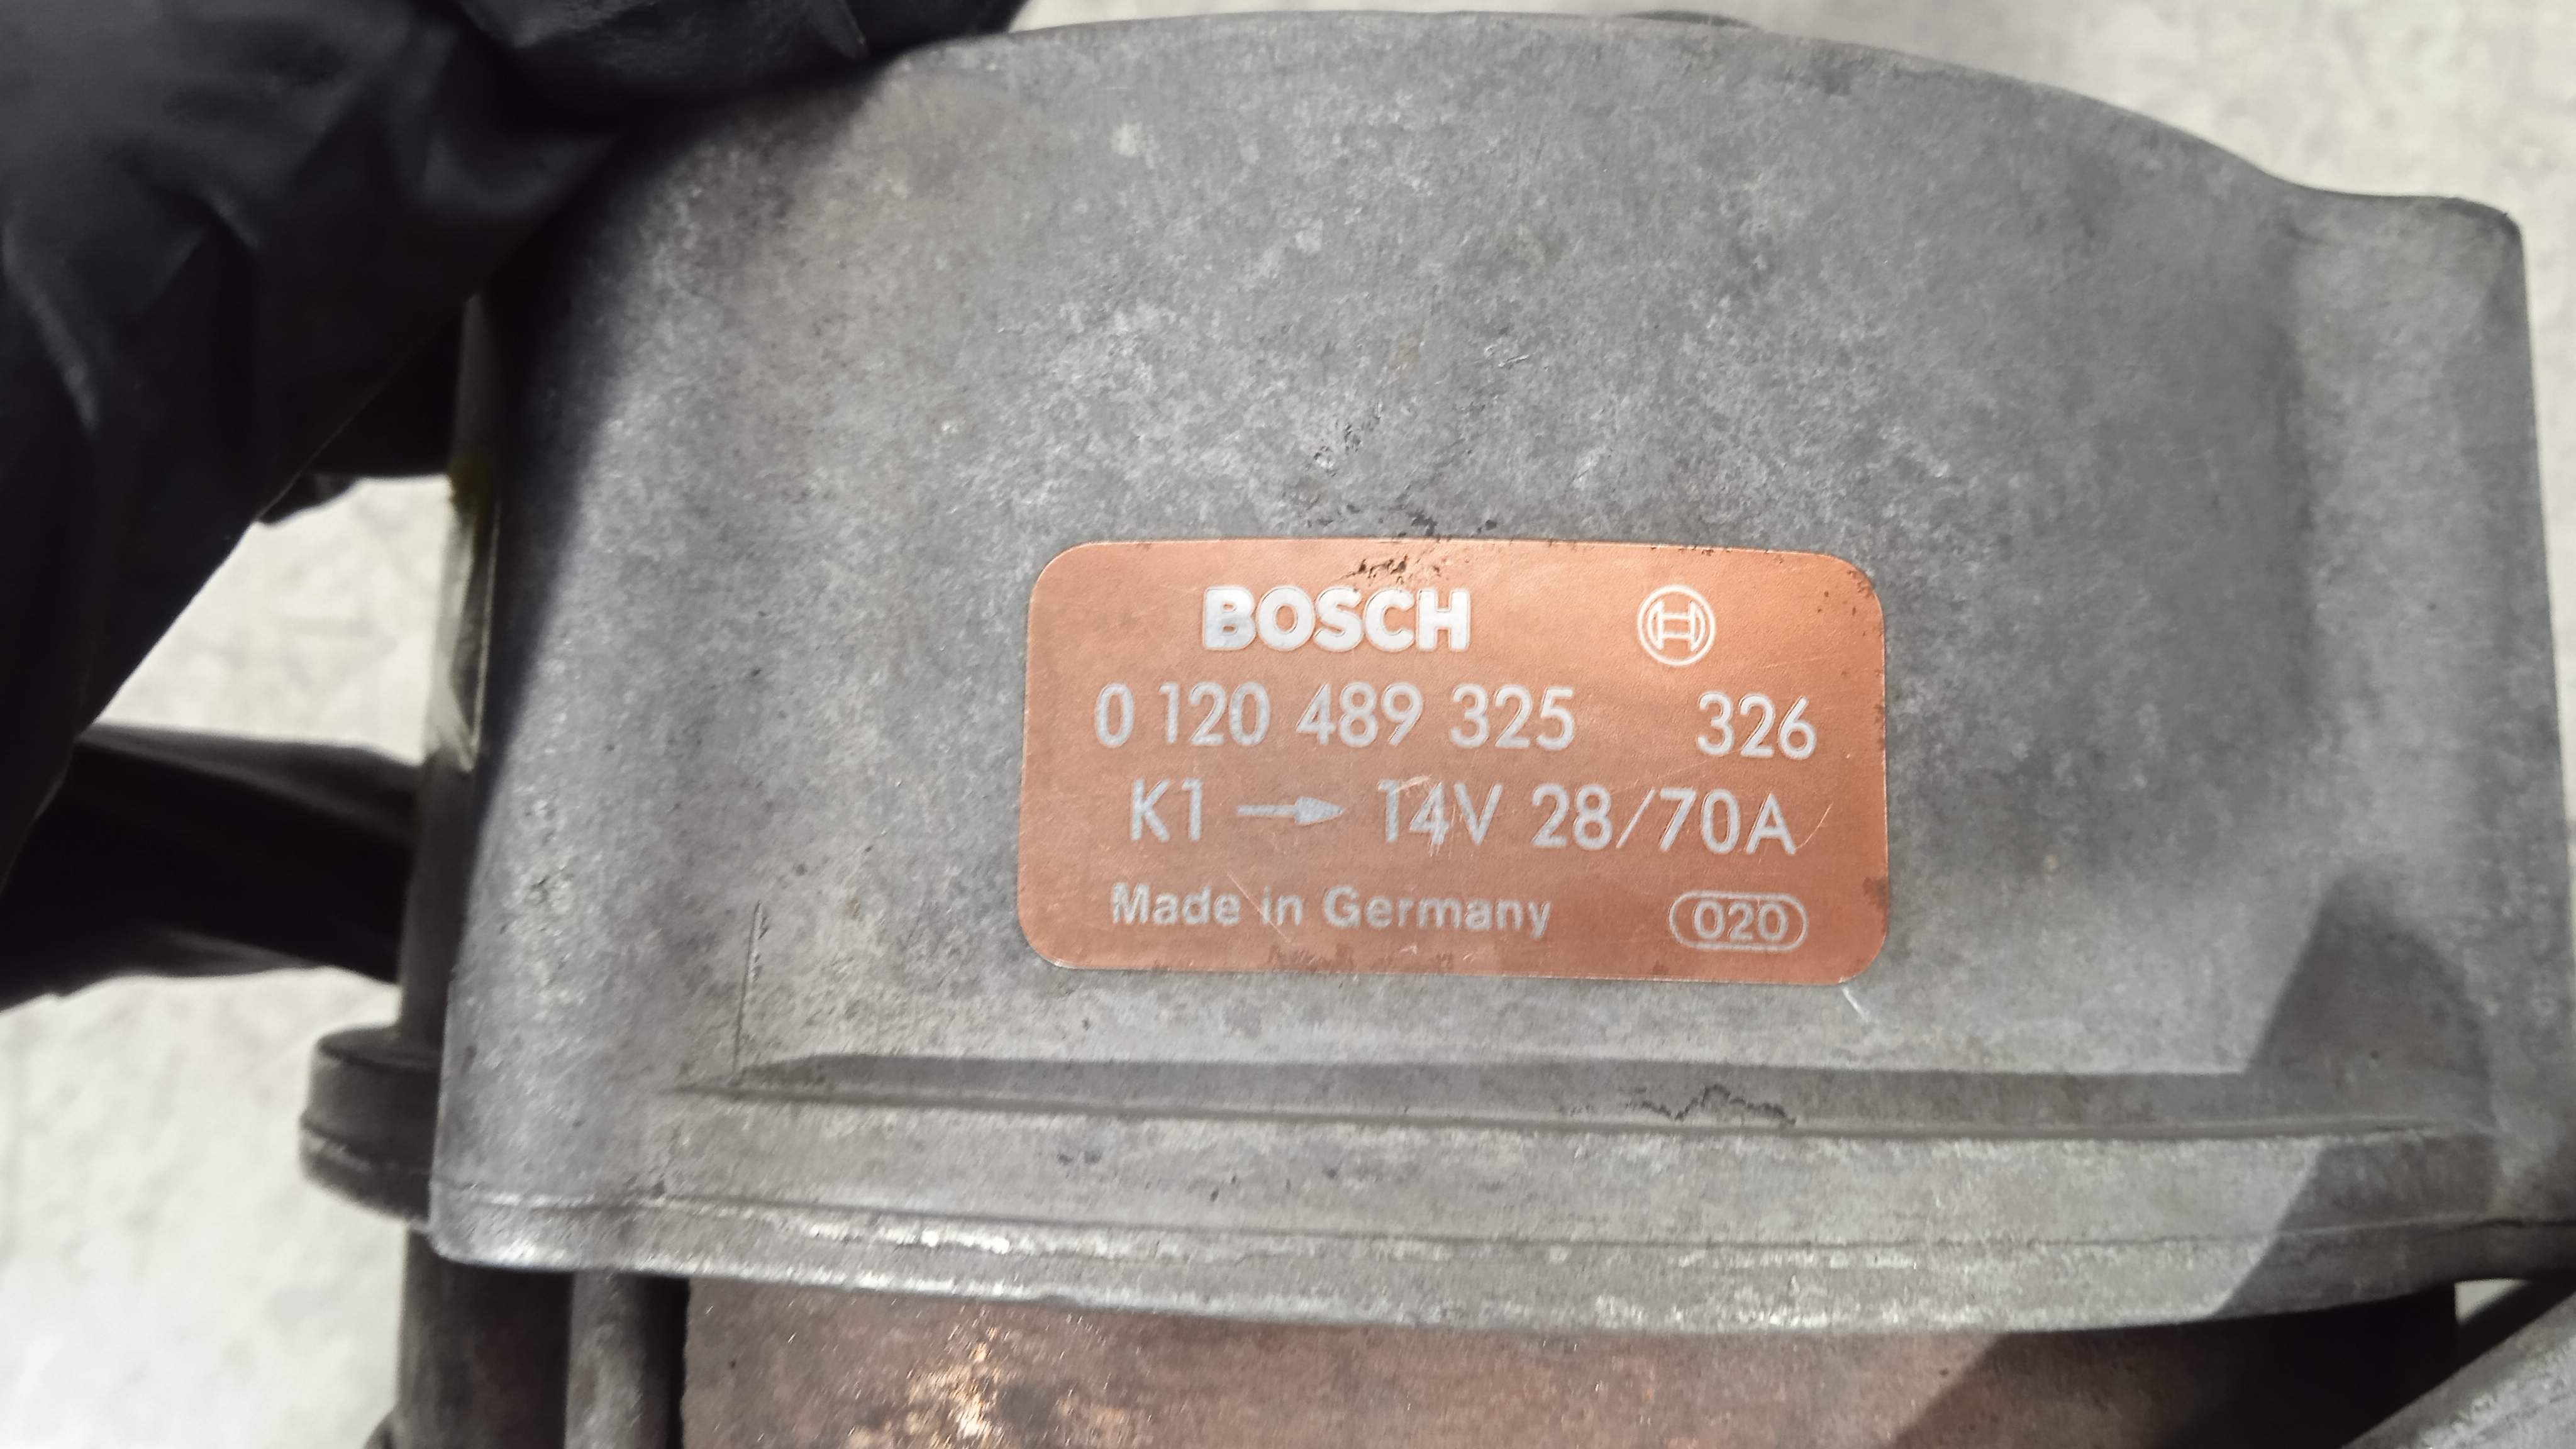 BOSCH
0 120 489 325 326
K1 → 14V 28/70A
Made in Germany 020